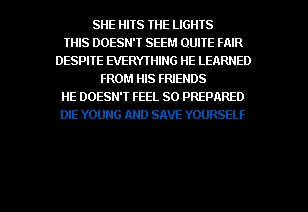 SHE HITS THE LIGHTS
THIS DOESN'T SEEM QUITE FAIR
DESPITE EVERYTHING HE LEARNED
FROM HIS FRIENDS
HE DOESN'T FEEL SO PREPARED
DIE YOUNG AND SAVE YOURSELF